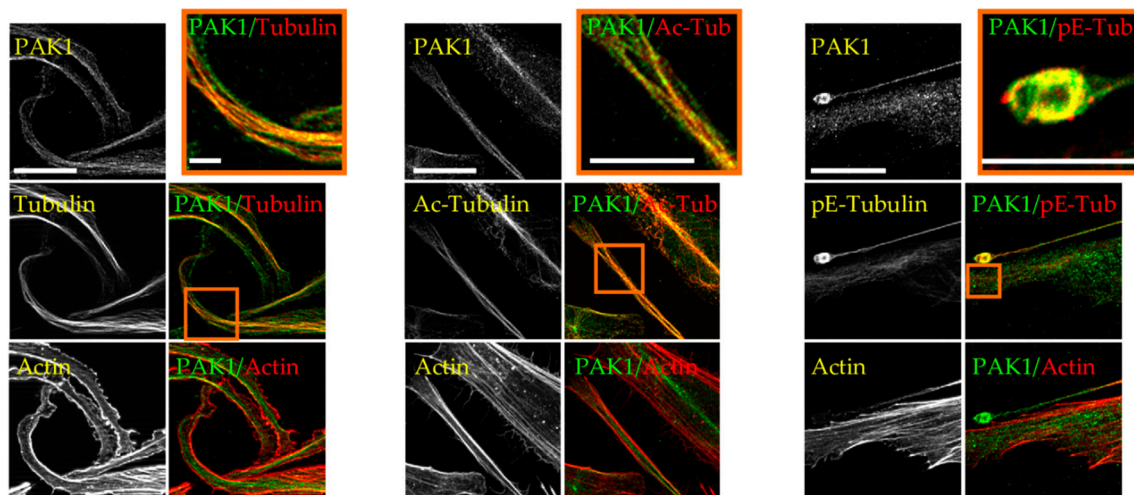 PAK1
PAK1/Tubulin
Tubulin
PAK1/Tubulin
Actin
PAK1/Actin
PAK1
PAK1/Ac-Tub
Ac-Tubulin
PAK1/Ac-Tub
Actin
PAK1/Actin
PAK1
PAK1/pE-Tub
pE-Tubulin
PAK1/pE-Tub
Actin
PAK1/Actin